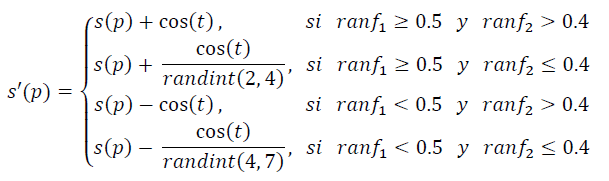 s'(p) = { s(p) + cos(t) , si ranf₁ ≥ 0.5 y ranf₂ > 0.4
s(p) + cos(t) / randint(2, 4) , si ranf₁ ≥ 0.5 y ranf₂ ≤ 0.4
s(p) − cos(t) , si ranf₁ < 0.5 y ranf₂ > 0.4
s(p) − cos(t) / randint(4, 7) , si ranf₁ < 0.5 y ranf₂ ≤ 0.4